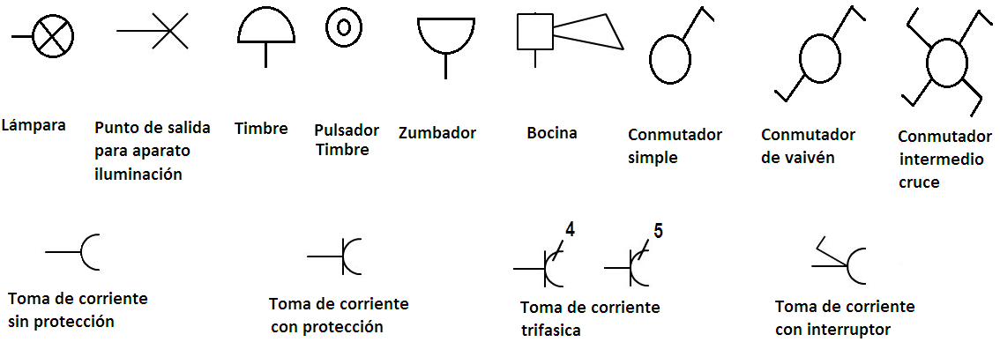 Lámpara
Punto de salida
para aparato
iluminación
Timbre
Pulsador
Timbre
Zumbador
Bocina
Conmutador
simple
Conmutador
de vaivén
Conmutador
intermedio
cruce
Toma de corriente
sin protección
Toma de corriente
con protección
4
5
Toma de corriente
trifasica
Toma de corriente
con interruptor